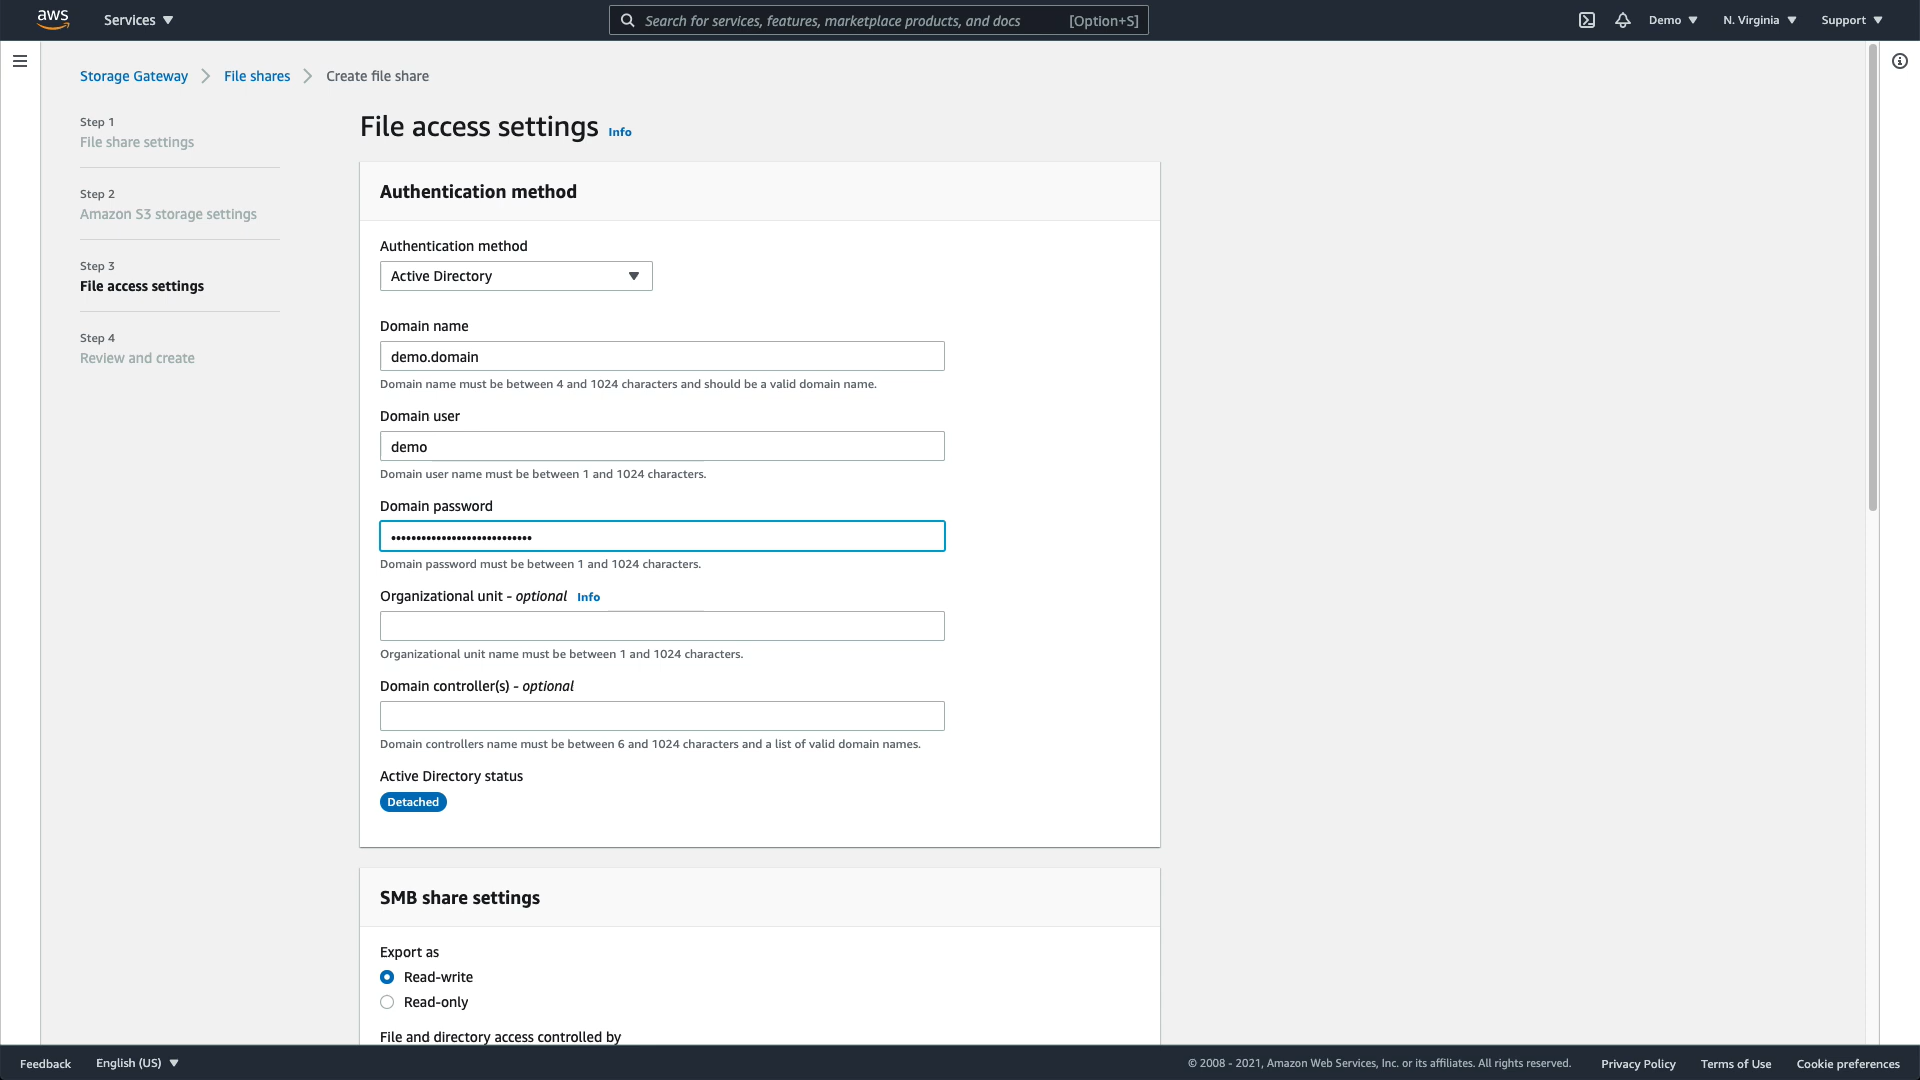 aws
Services
Search for services, features, marketplace products, and docs
[Option+S]
Demo
N. Virginia
Support
Storage Gateway
File shares
Create file share
Step 1
File share settings
Step 2
Amazon S3 storage settings
Step 3
File access settings
Step 4
Review and create
File access settings Info
Authentication method
Authentication method
Active Directory
Domain name
demo.domain
Domain name must be between 4 and 1024 characters and should be a valid domain name.
Domain user
demo
Domain user name must be between 1 and 1024 characters.
Domain password
••••••••••••••••••••••••••••
Domain password must be between 1 and 1024 characters.
Organizational unit - optional Info
Organizational unit name must be between 1 and 1024 characters.
Domain controller(s) - optional
Domain controllers name must be between 6 and 1024 characters and a list of valid domain names.
Active Directory status
Detached
SMB share settings
Export as
Read-write
Read-only
File and directory access controlled by
Feedback
English (US)
© 2008 - 2021, Amazon Web Services, Inc. or its affiliates. All rights reserved.
Privacy Policy
Terms of Use
Cookie preferences